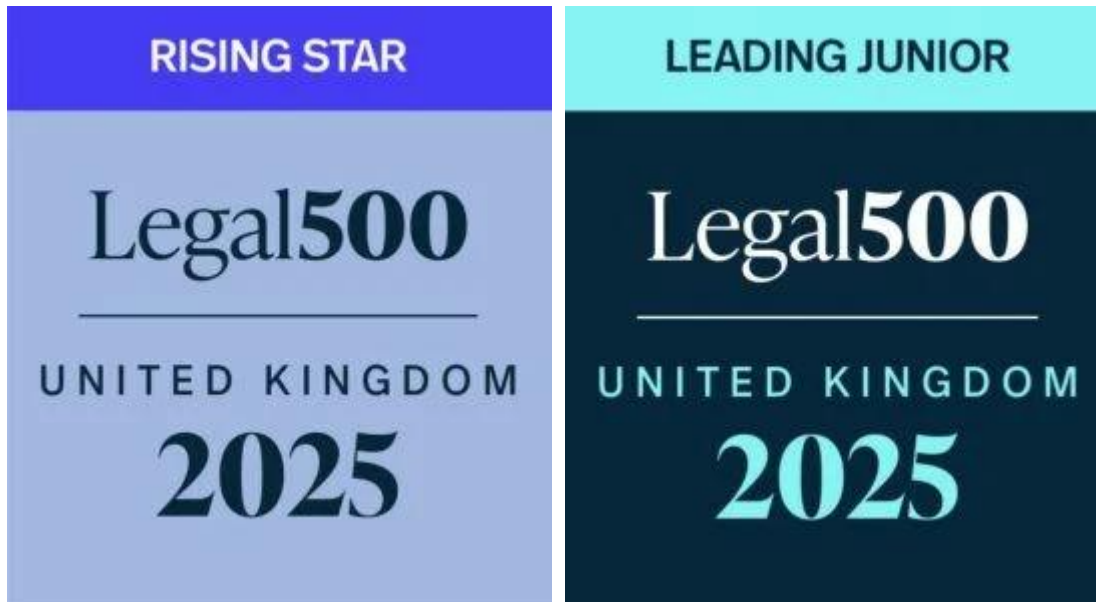 RISING STAR
Legal500
UNITED KINGDOM
2025
LEADING JUNIOR
Legal500
UNITED KINGDOM
2025